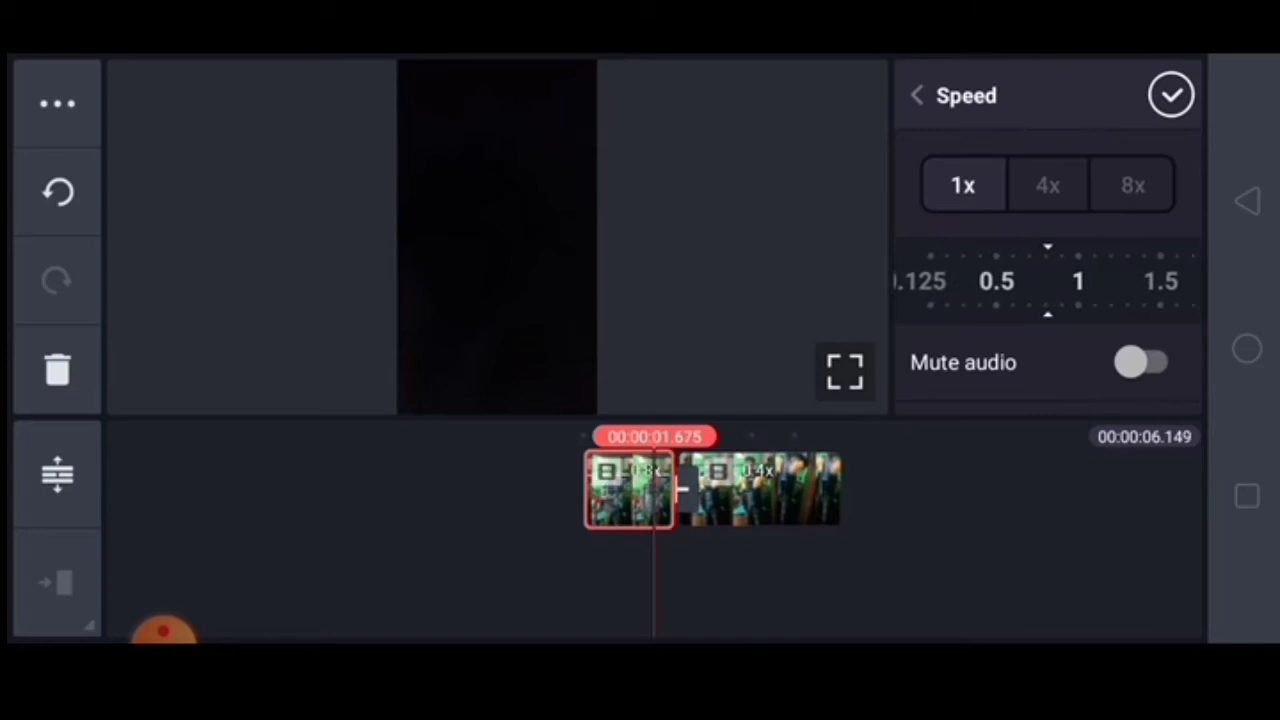 Speed
1x 4x 8x
.125 0.5 1 1.5
Mute audio
00:00:01.675
00:00:06.149
0.8x
0.4x